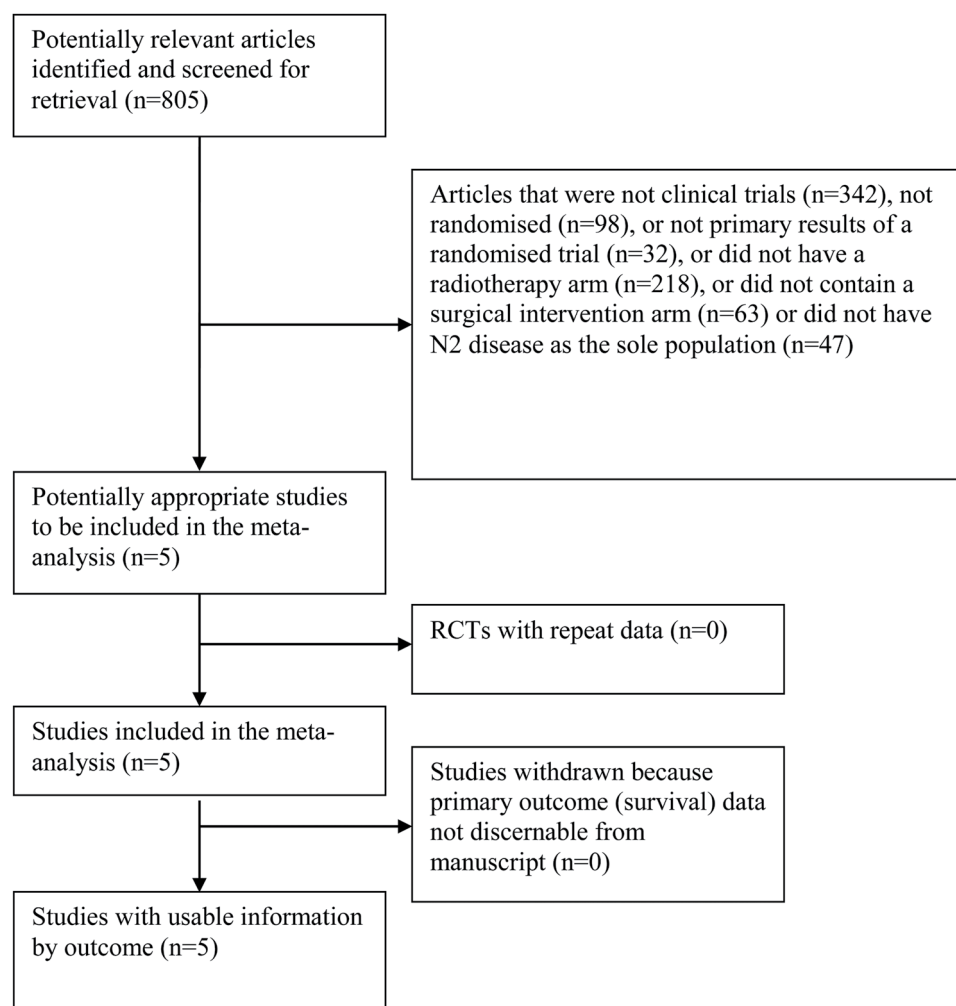 Potentially relevant articles
identified and screened for
retrieval (n=805)
Articles that were not clinical trials (n=342), not
randomised (n=98), or not primary results of a
randomised trial (n=32), or did not have a
radiotherapy arm (n=218), or did not contain a
surgical intervention arm (n=63) or did not have
N2 disease as the sole population (n=47)
Potentially appropriate studies
to be included in the meta-
analysis (n=5)
RCTs with repeat data (n=0)
Studies included in the meta-
analysis (n=5)
Studies withdrawn because
primary outcome (survival) data
not discernable from
manuscript (n=0)
Studies with usable information
by outcome (n=5)